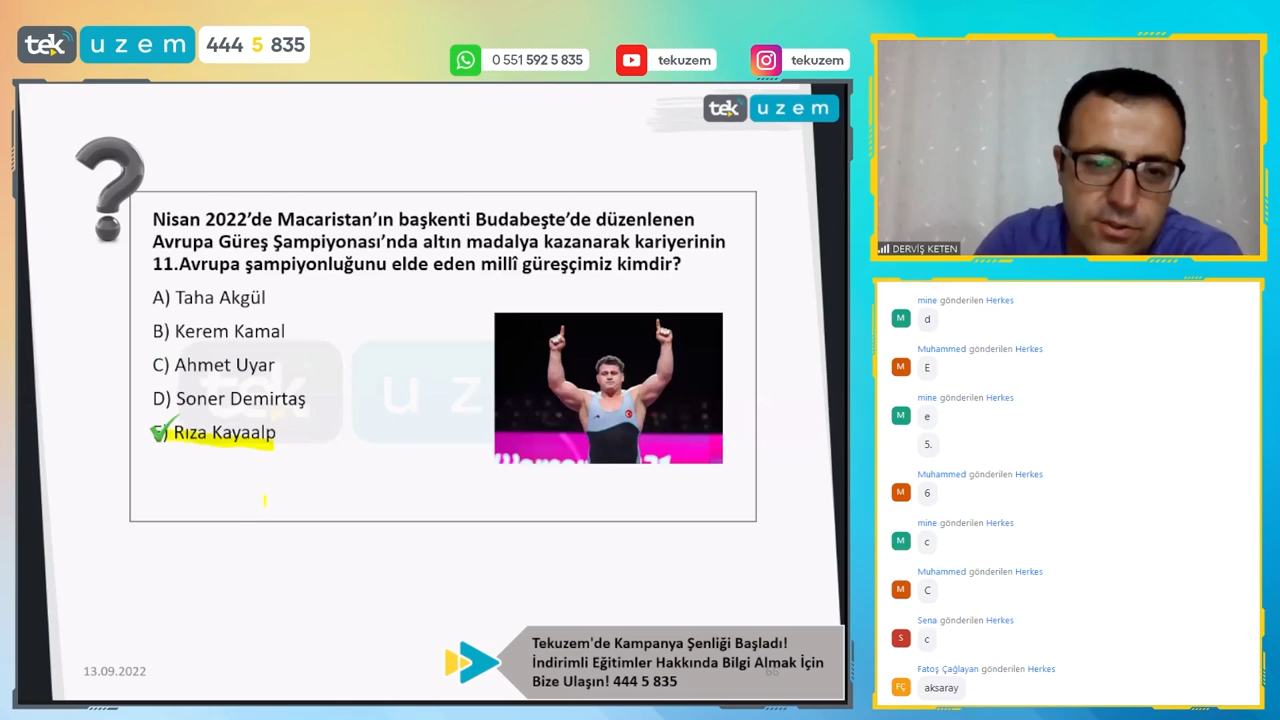 tek uzem 444 5 835
0 551 592 5 835
tekuzem
tekuzem
tek uzem
Nisan 2022'de Macaristan'ın başkenti Budabeşte'de düzenlenen
Avrupa Güreş Şampiyonası'nda altın madalya kazanarak kariyerinin
11.Avrupa şampiyonluğunu elde eden millî güreşçimiz kimdir?
A) Taha Akgül
B) Kerem Kamal
C) Ahmet Uyar
D) Soner Demirtaş
E) Rıza Kayaalp
13.09.2022
66
Tekuzem'de Kampanya Şenliği Başladı!
İndirimli Eğitimler Hakkında Bilgi Almak İçin
Bize Ulaşın! 444 5 835
DERVİŞ KETEN
mine gönderilen Herkes
M d
Muhammed gönderilen Herkes
M E
mine gönderilen Herkes
M e
5.
Muhammed gönderilen Herkes
M 6
mine gönderilen Herkes
M c
Muhammed gönderilen Herkes
M C
Sena gönderilen Herkes
S c
Fatoş Çağlayan gönderilen Herkes
FÇ aksaray